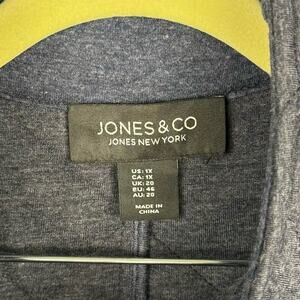 JONES & CO
JONES NEW YORK
US: 1X
CA: 1X
UK: 20
EU: 46
AU: 20
MADE IN
CHINA